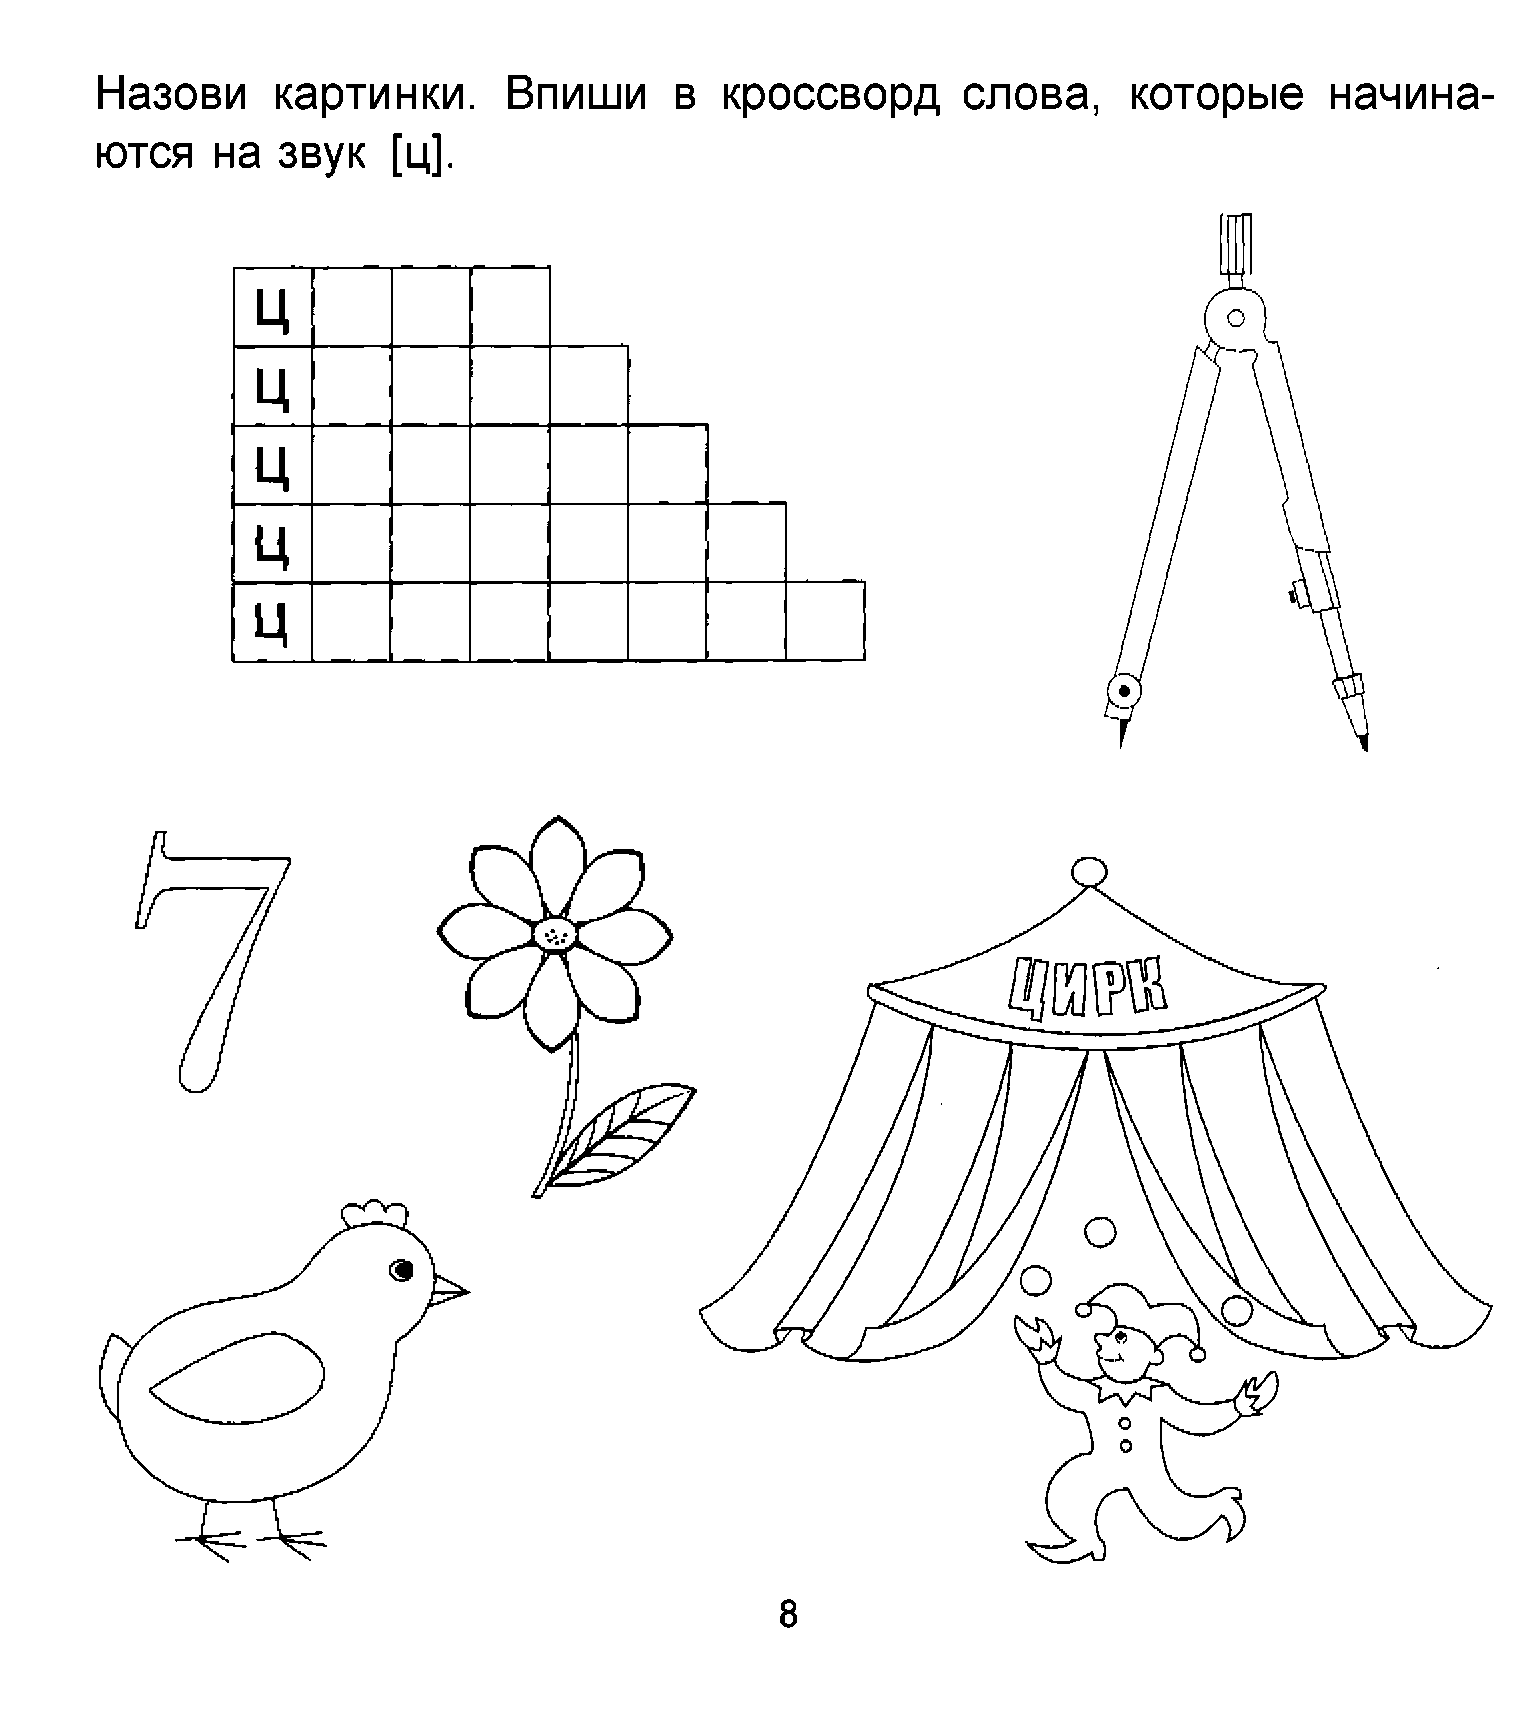 Назови картинки. Впиши в кроссворд слова, которые начина-
ются на звук [ц].
Ц
Ц
Ц
Ц
Ц
7
ЦИРК
8